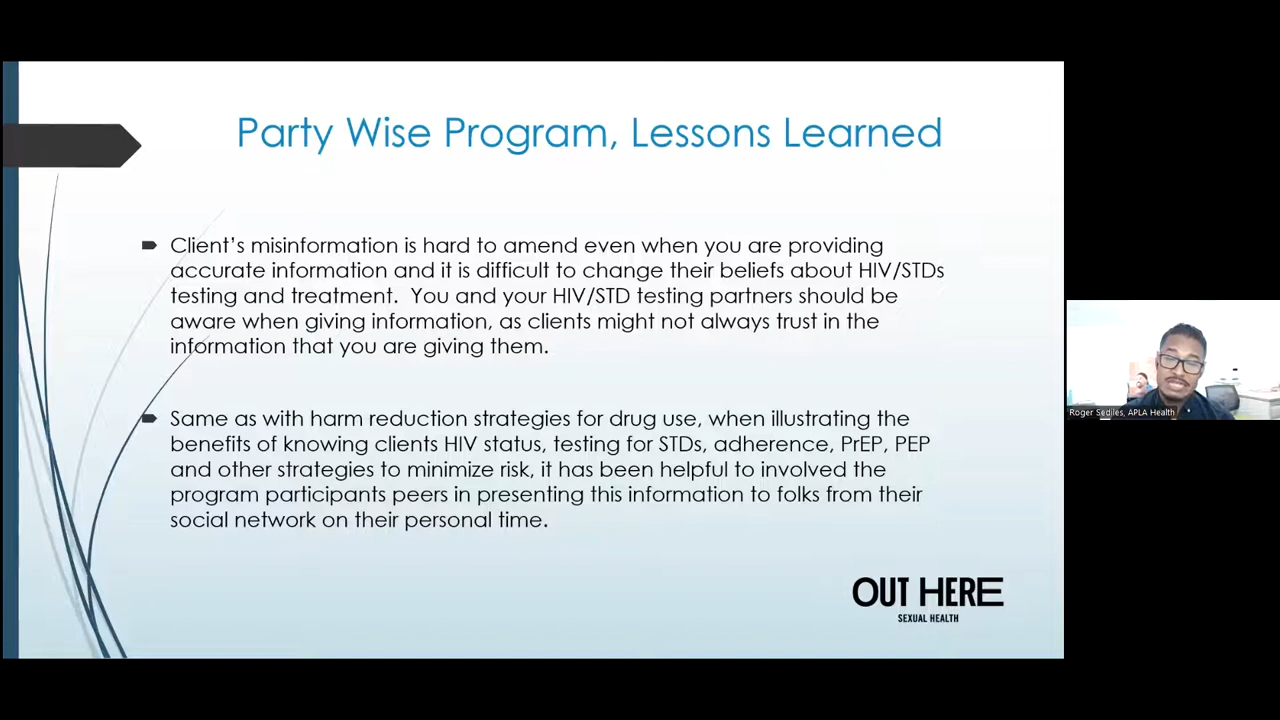 Party Wise Program, Lessons Learned
Client's misinformation is hard to amend even when you are providing
accurate information and it is difficult to change their beliefs about HIV/STDs
testing and treatment.  You and your HIV/STD testing partners should be
aware when giving information, as clients might not always trust in the
information that you are giving them.
Same as with harm reduction strategies for drug use, when illustrating the
benefits of knowing clients HIV status, testing for STDs, adherence, PrEP, PEP
and other strategies to minimize risk, it has been helpful to involved the
program participants peers in presenting this information to folks from their
social network on their personal time.
OUT HERE
SEXUAL HEALTH
Roger Sediles, APLA Health